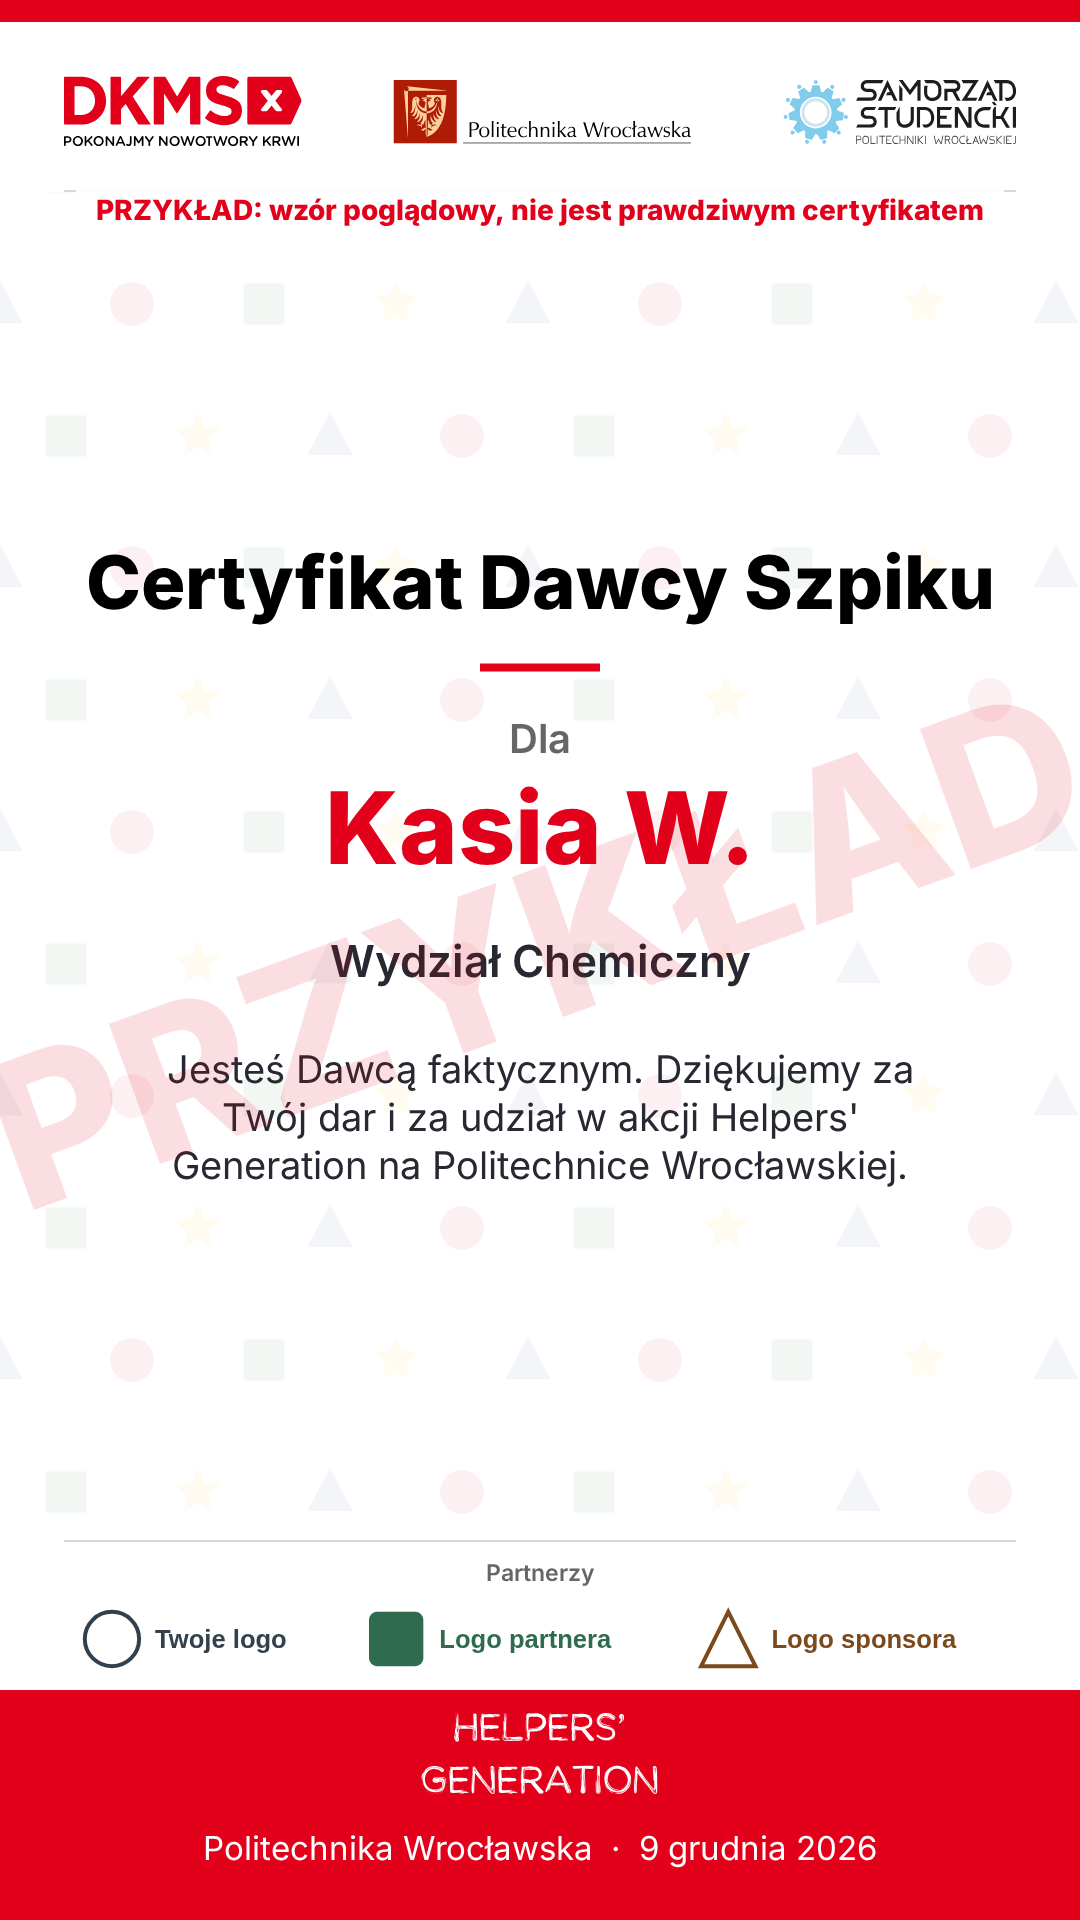 DKMS
POKONAJMY NOWOTWORY KRWI
Politechnika Wrocławska
SAMORZĄD
STUDENCKI
POLITECHNIKI WROCŁAWSKIEJ
PRZYKŁAD: wzór poglądowy, nie jest prawdziwym certyfikatem
Certyfikat Dawcy Szpiku
Dla
Kasia W.
PRZYKŁAD
Wydział Chemiczny
Jesteś Dawcą faktycznym. Dziękujemy za
Twój dar i za udział w akcji Helpers'
Generation na Politechnice Wrocławskiej.
Partnerzy
Twoje logo
Logo partnera
Logo sponsora
HELPERS’
GENERATION
Politechnika Wrocławska · 9 grudnia 2026